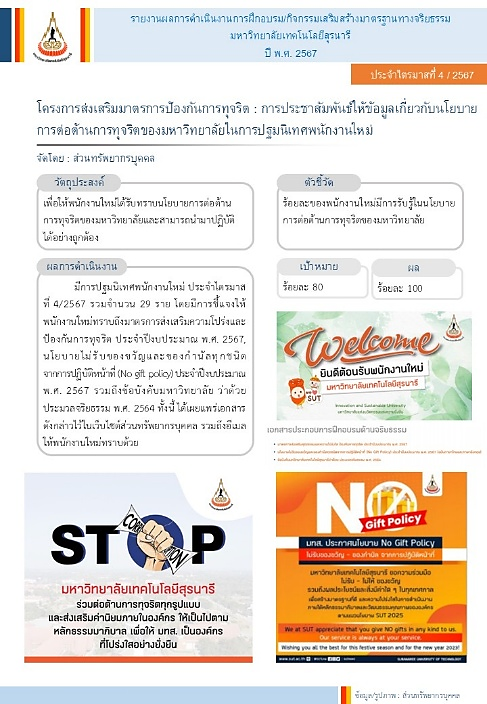 รายงานผลการดำเนินงานการฝึกอบรม/กิจกรรมเสริมสร้างมาตรฐานทางจริยธรรม
มหาวิทยาลัยเทคโนโลยีสุรนารี
ปี พ.ศ. 2567
ประจำไตรมาสที่ 4 / 2567
โครงการส่งเสริมมาตรการป้องกันการทุจริต : การประชาสัมพันธ์ให้ข้อมูลเกี่ยวกับนโยบาย
การต่อต้านการทุจริตของมหาวิทยาลัยในการปฐมนิเทศพนักงานใหม่
จัดโดย : ส่วนทรัพยากรบุคคล
วัตถุประสงค์
เพื่อให้พนักงานใหม่ได้รับทราบนโยบายการต่อต้าน
การทุจริตของมหาวิทยาลัยและสามารถนำมาปฏิบัติ
ได้อย่างถูกต้อง
ตัวชี้วัด
ร้อยละของพนักงานใหม่มีการรับรู้ในนโยบาย
การต่อต้านการทุจริตของมหาวิทยาลัย
ผลการดำเนินงาน
มีการปฐมนิเทศพนักงานใหม่ ประจำไตรมาส
ที่ 4/2567 รวมจำนวน 29 ราย โดยมีการชี้แจงให้
พนักงานใหม่ทราบถึงมาตรการส่งเสริมความโปร่งและ
ป้องกันการทุจริต ประจำปีงบประมาณ พ.ศ. 2567,
นโยบายไม่รับของขวัญและของกำนัลทุกชนิด
จากการปฏิบัติหน้าที่ (No gift policy) ประจำปีงบประมาณ
พ.ศ. 2567 รวมถึงข้อบังคับมหาวิทยาลัย ว่าด้วย
ประมวลจริยธรรม พ.ศ. 2564 ทั้งนี้ ได้เผยแพร่เอกสาร
ดังกล่าวไว้ในเว็บไซต์ส่วนทรัพยากรบุคคล รวมถึงอีเมล
ให้พนักงานใหม่ทราบด้วย
เป้าหมาย
ร้อยละ 80
ผล
ร้อยละ 100
Welcome
ยินดีต้อนรับพนักงานใหม่
มหาวิทยาลัยเทคโนโลยีสุรนารี
SUT
Innovation and Sustainable University
เอกสารประกอบการฝึกอบรมด้านจริยธรรม
STOP
CORRUPTION
มหาวิทยาลัยเทคโนโลยีสุรนารี
ร่วมต่อต้านการทุจริตทุกรูปแบบ
และส่งเสริมค่านิยมภายในองค์กร ให้เป็นไปตาม
หลักธรรมาภิบาล เพื่อให้ มทส. เป็นองค์กร
ที่โปร่งใสอย่างยั่งยืน
NO
Gift Policy
มทส. ประกาศนโยบาย No Gift Policy
ไม่รับของขวัญ - ของกำนัล จากการปฏิบัติหน้าที่
มหาวิทยาลัยเทคโนโลยีสุรนารี ขอความร่วมมือ
ไม่รับ - ไม่ให้ ของขวัญ
รวมถึงผลประโยชน์และสิ่งมีค่าใด ๆ ในทุกเทศกาล
We at SUT appreciate that you give NO gifts in any kind to us.
Our service is always at your service.
Wishing you all the best for this festive season and for the new year 2023!
www.sut.ac.th
SURANAREE UNIVERSITY OF TECHNOLOGY
ข้อมูล/รูปภาพ : ส่วนทรัพยากรบุคคล